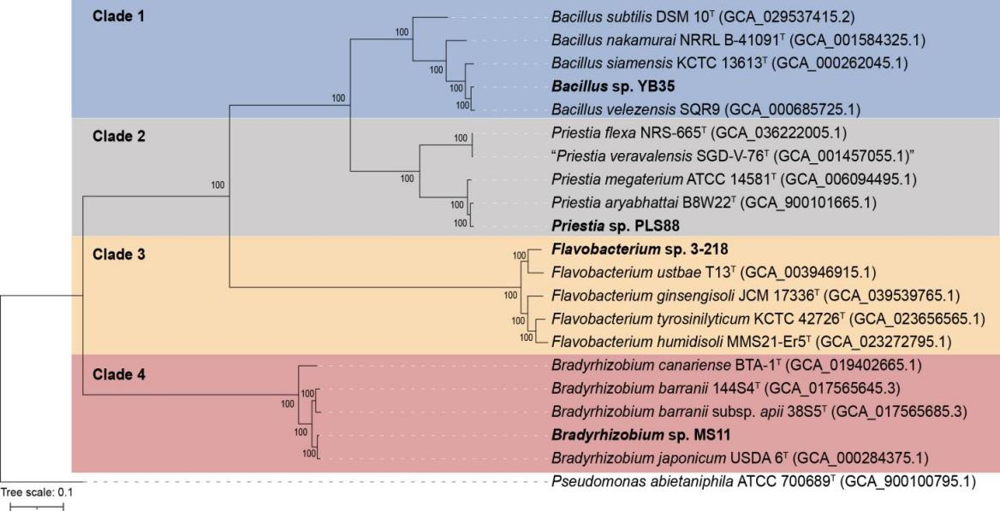 Clade 1
Bacillus subtilis DSM 10ᵀ (GCA_029537415.2)
100
Bacillus nakamurai NRRL B-41091ᵀ (GCA_001584325.1)
100
Bacillus siamensis KCTC 13613ᵀ (GCA_000262045.1)
100
Bacillus sp. YB35
100
100
Bacillus velezensis SQR9 (GCA_000685725.1)
Clade 2
Priestia flexa NRS-665ᵀ (GCA_036222005.1)
100
"Priestia veravalensis SGD-V-76ᵀ (GCA_001457055.1)"
100
Priestia megaterium ATCC 14581ᵀ (GCA_006094495.1)
100
Priestia aryabhattai B8W22ᵀ (GCA_900101665.1)
100
Priestia sp. PLS88
100
Clade 3
Flavobacterium sp. 3-218
100
Flavobacterium ustbae T13ᵀ (GCA_003946915.1)
100
Flavobacterium ginsengisoli JCM 17336ᵀ (GCA_039539765.1)
100
Flavobacterium tyrosinilyticum KCTC 42726ᵀ (GCA_023656565.1)
100
Flavobacterium humidisoli MMS21-Er5ᵀ (GCA_023272795.1)
Clade 4
Bradyrhizobium canariense BTA-1ᵀ (GCA_019402665.1)
100
100
Bradyrhizobium barranii 144S4ᵀ (GCA_017565645.3)
Bradyrhizobium barranii subsp. apii 38S5ᵀ (GCA_017565685.3)
100
Bradyrhizobium sp. MS11
100
Bradyrhizobium japonicum USDA 6ᵀ (GCA_000284375.1)
Pseudomonas abietaniphila ATCC 700689ᵀ (GCA_900100795.1)
Tree scale: 0.1